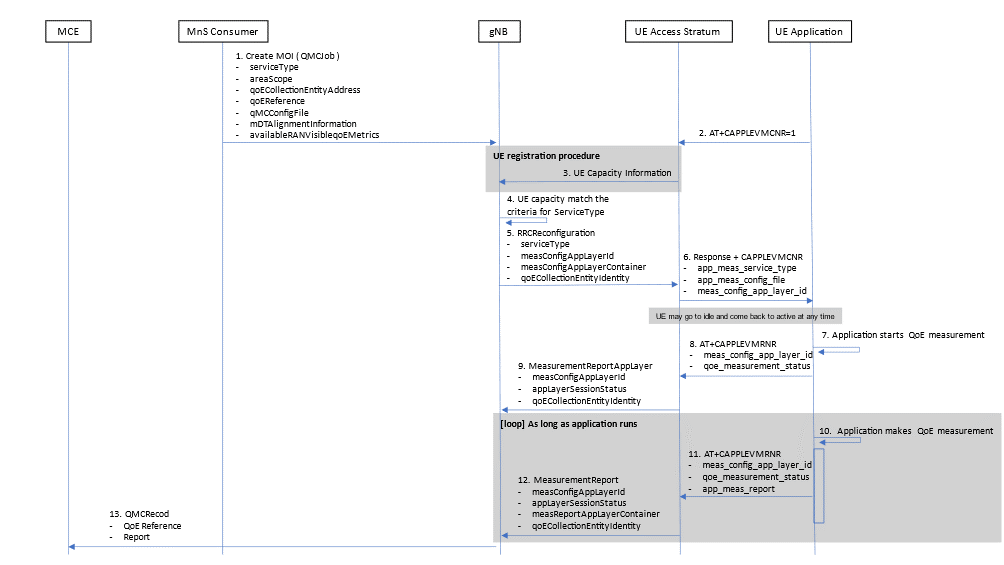 MCE
MnS Consumer
gNB
UE Access Stratum
UE Application
1. Create MOI ( QMCJob )
- serviceType
- areaScope
- qoECollectionEntityAddress
- qoEReference
- qMCConfigFile
- mDTAlignmentInformation
- availableRANVisibleqoEMetrics
2. AT+CAPPLEVMCNR=1
UE registration procedure
3. UE Capacity Information
4. UE capacity match the
criteria for ServiceType
5. RRCReconfiguration
- serviceType
- measConfigAppLayerId
- measConfigAppLayerContainer
- qoECollectionEntityIdentity
6. Response + CAPPLEVMCNR
- app_meas_service_type
- app_meas_config_file
- meas_config_app_layer_id
UE may go to idle and come back to active at any time
7. Application starts QoE measurement
8. AT+CAPPLEVMRNR
- meas_config_app_layer_id
- qoe_measurement_status
9. MeasurementReportAppLayer
- measConfigAppLayerId
- appLayerSessionStatus
- qoECollectionEntityIdentity
[loop] As long as application runs
10. Application makes QoE measurement
11. AT+CAPPLEVMRNR
- meas_config_app_layer_id
- qoe_measurement_status
- app_meas_report
12. MeasurementReport
- measConfigAppLayerId
- appLayerSessionStatus
- measReportAppLayerContainer
- qoECollectionEntityIdentity
13. QMCRecod
- QoE Reference
- Report